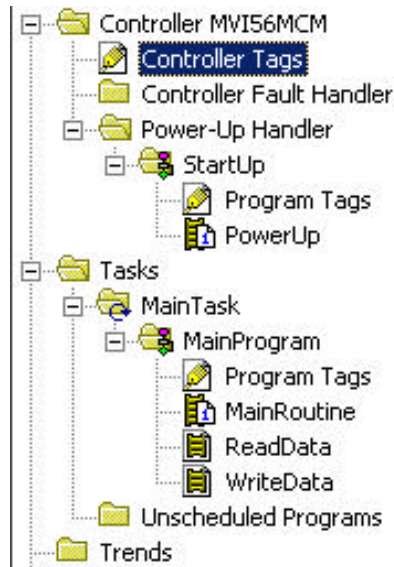 Controller MVI56MCM
Controller Tags
Controller Fault Handler
Power-Up Handler
StartUp
Program Tags
PowerUp
Tasks
MainTask
MainProgram
Program Tags
MainRoutine
ReadData
WriteData
Unscheduled Programs
Trends